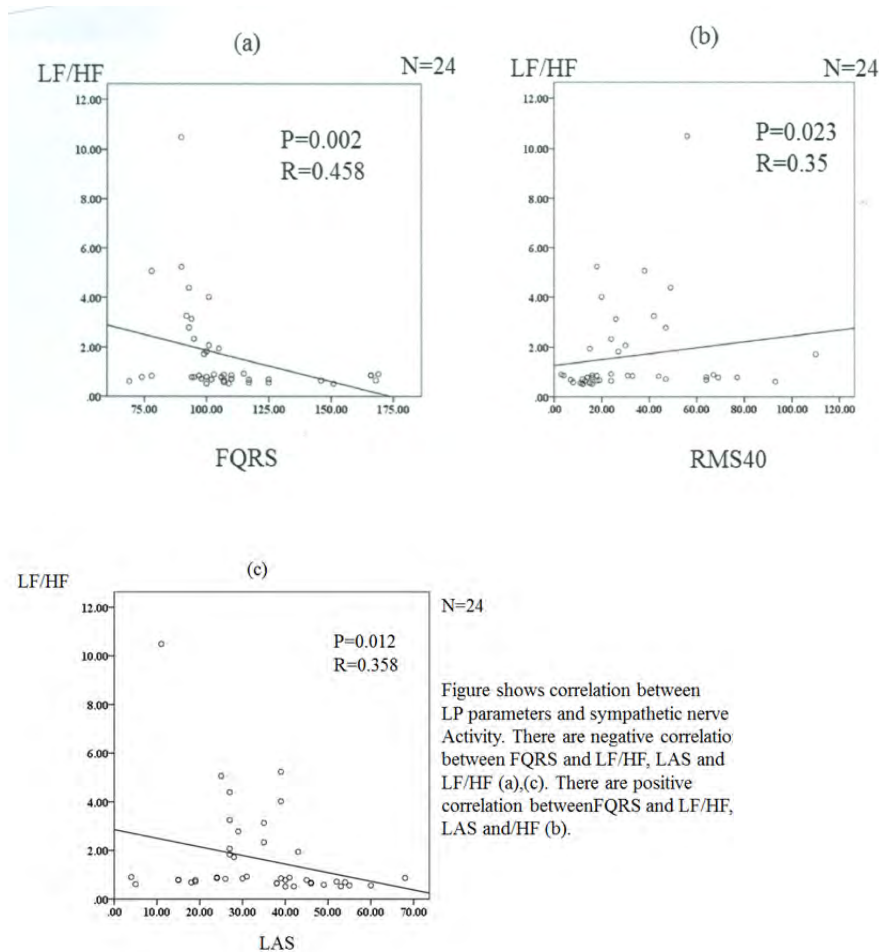 (a)
LF/HF
N=24
12.00
10.00
8.00
6.00
4.00
2.00
.00
P=0.002
R=0.458
75.00 100.00 125.00 150.00 175.00
FQRS
(b)
LF/HF
N=24
12.00
10.00
8.00
6.00
4.00
2.00
.00
P=0.023
R=0.35
.00 20.00 40.00 60.00 80.00 100.00 120.00
RMS40
(c)
LF/HF
N=24
12.00
10.00
8.00
6.00
4.00
2.00
.00
P=0.012
R=0.358
.00 10.00 20.00 30.00 40.00 50.00 60.00 70.00
LAS
Figure shows correlation between
LP parameters and sympathetic nerve
Activity. There are negative correlatio
between FQRS and LF/HF, LAS and
LF/HF (a),(c). There are positive
correlation betweenFQRS and LF/HF,
LAS and/HF (b).